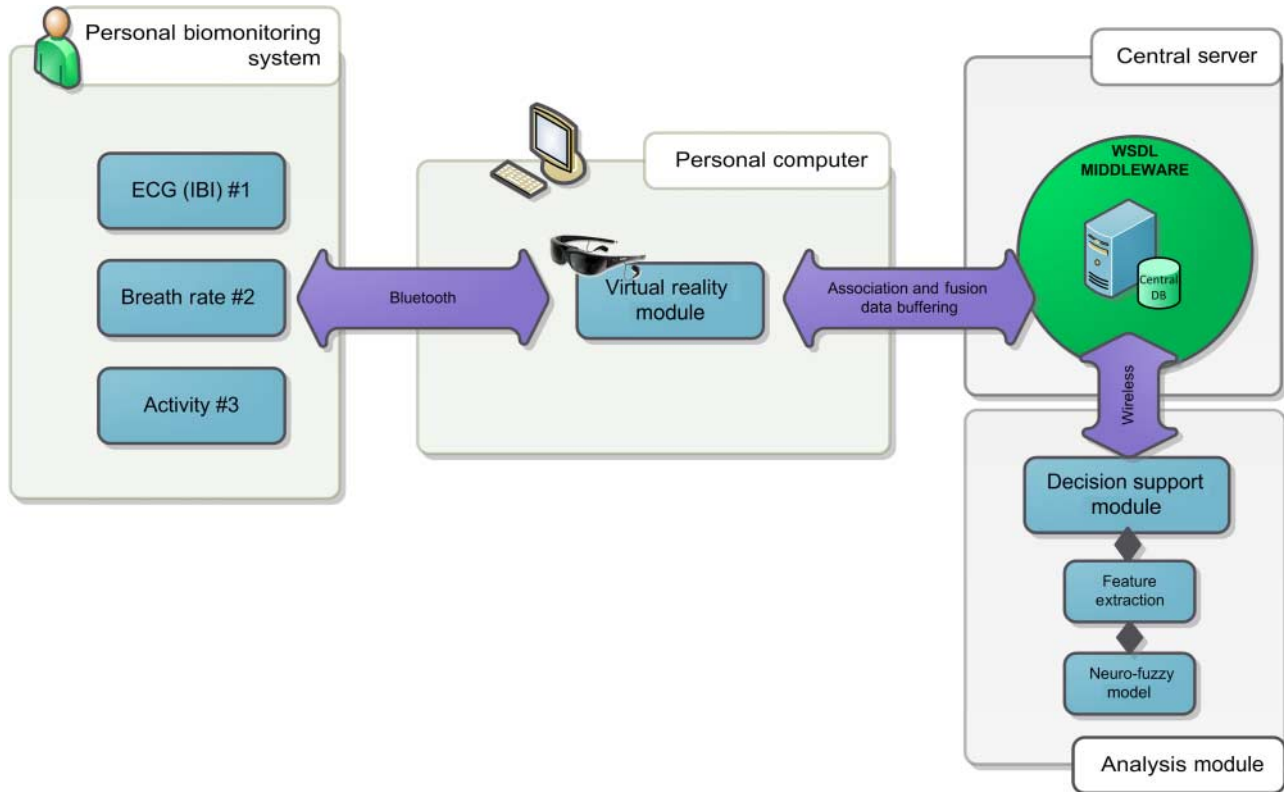 Personal biomonitoring
system
ECG (IBI) #1
Breath rate #2
Activity #3
Bluetooth
Personal computer
Virtual reality
module
Association and fusion
data buffering
Central server
WSDL
MIDDLEWARE
Central
DB
Wireless
Decision support
module
Feature
extraction
Neuro-fuzzy
model
Analysis module